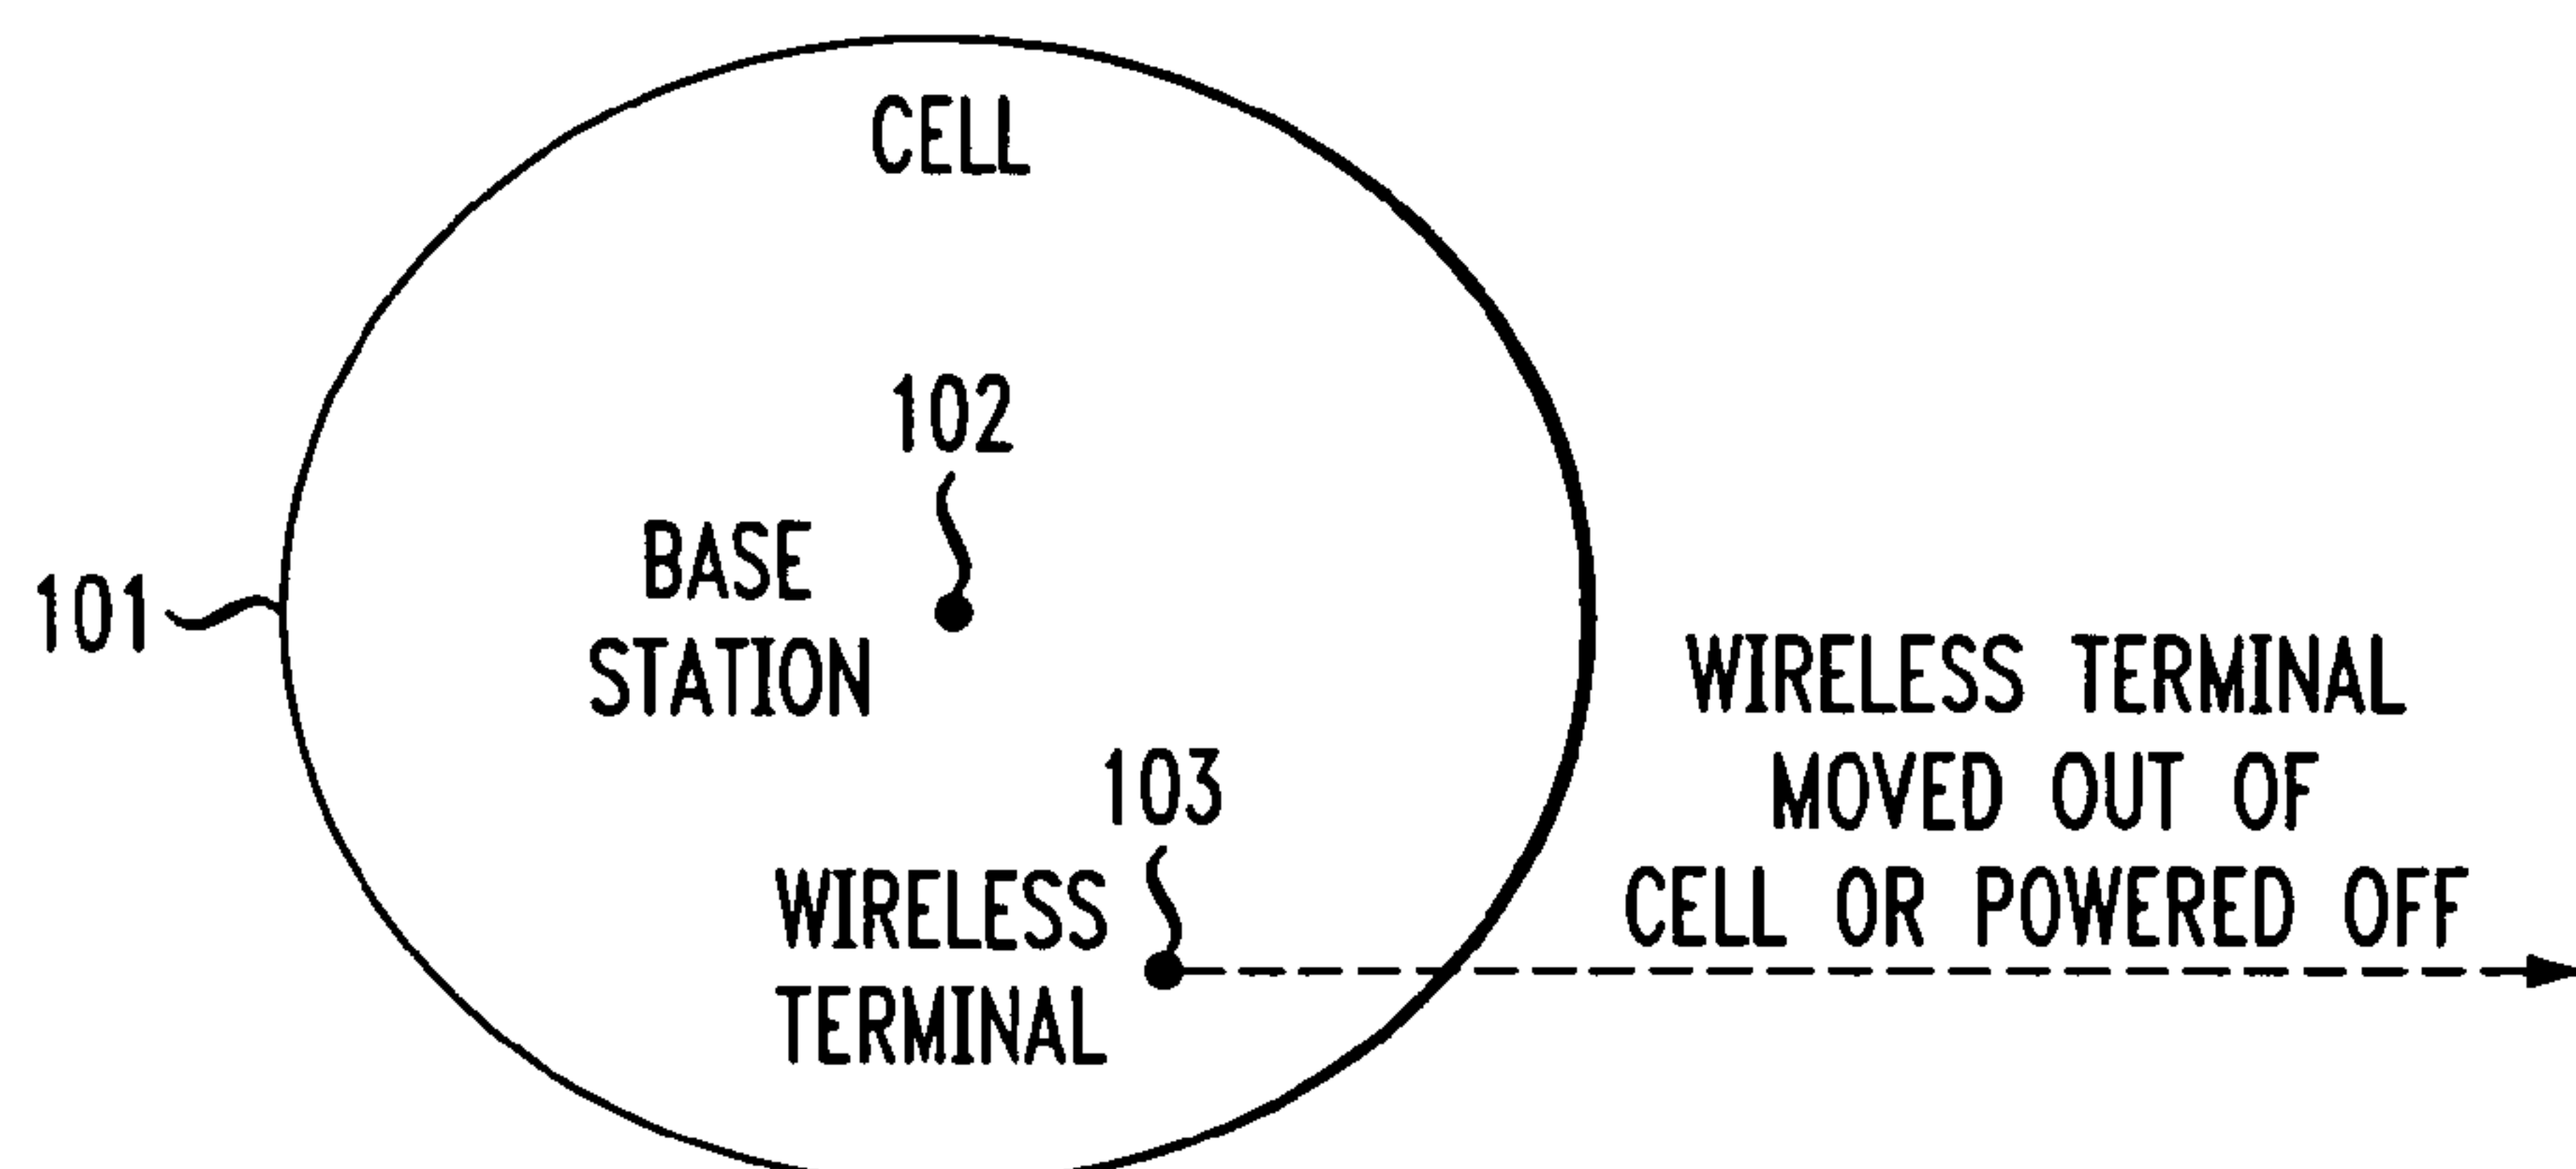 CELL
102
BASE
STATION
101
WIRELESS TERMINAL
MOVED OUT OF
CELL OR POWERED OFF
103
WIRELESS
TERMINAL